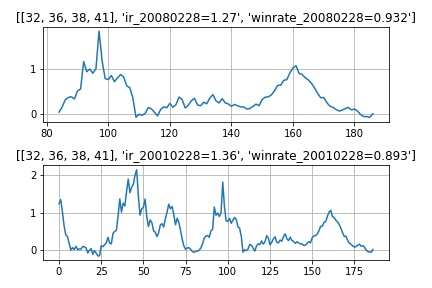 [[32, 36, 38, 41], 'ir_20080228=1.27', 'winrate_20080228=0.932']
1
0
80 100 120 140 160 180
[[32, 36, 38, 41], 'ir_20010228=1.36', 'winrate_20010228=0.893']
2
1
0
0 25 50 75 100 125 150 175